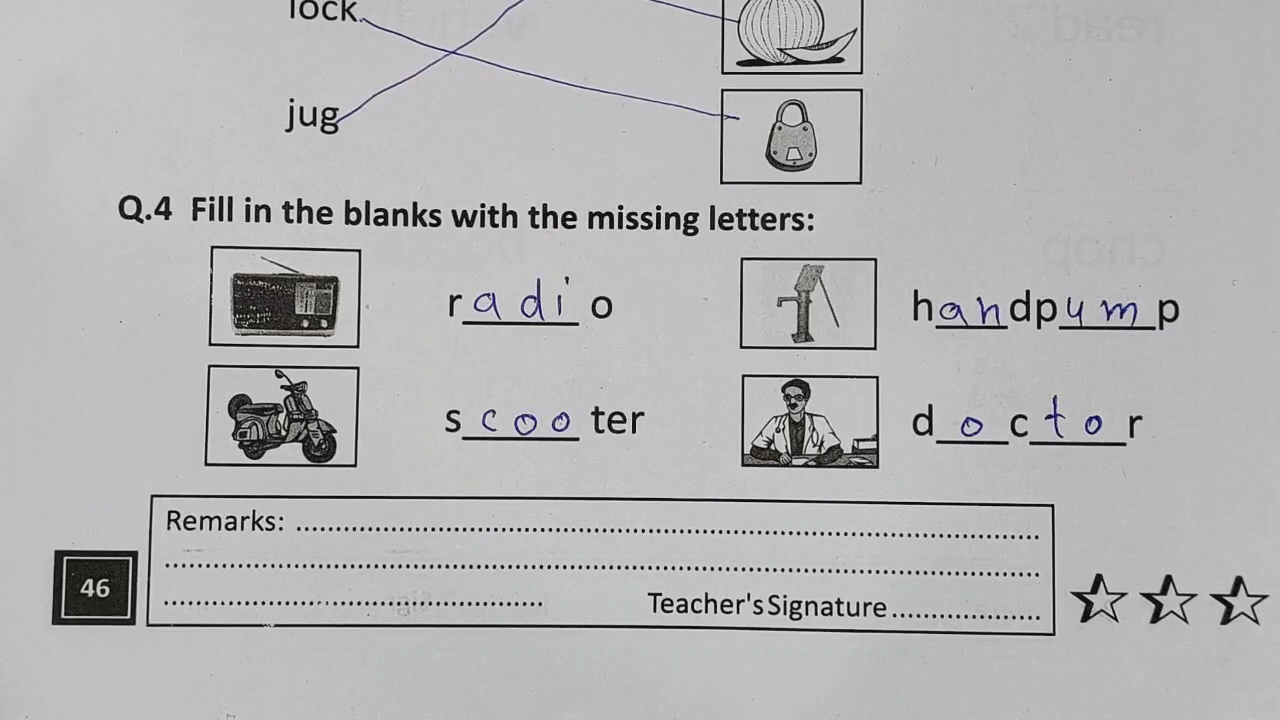 lock
jug
Q.4 Fill in the blanks with the missing letters:
radio
handpump
scooter
doctor
Remarks: ........................................................
........................................................
........................................ Teacher's Signature....................
46